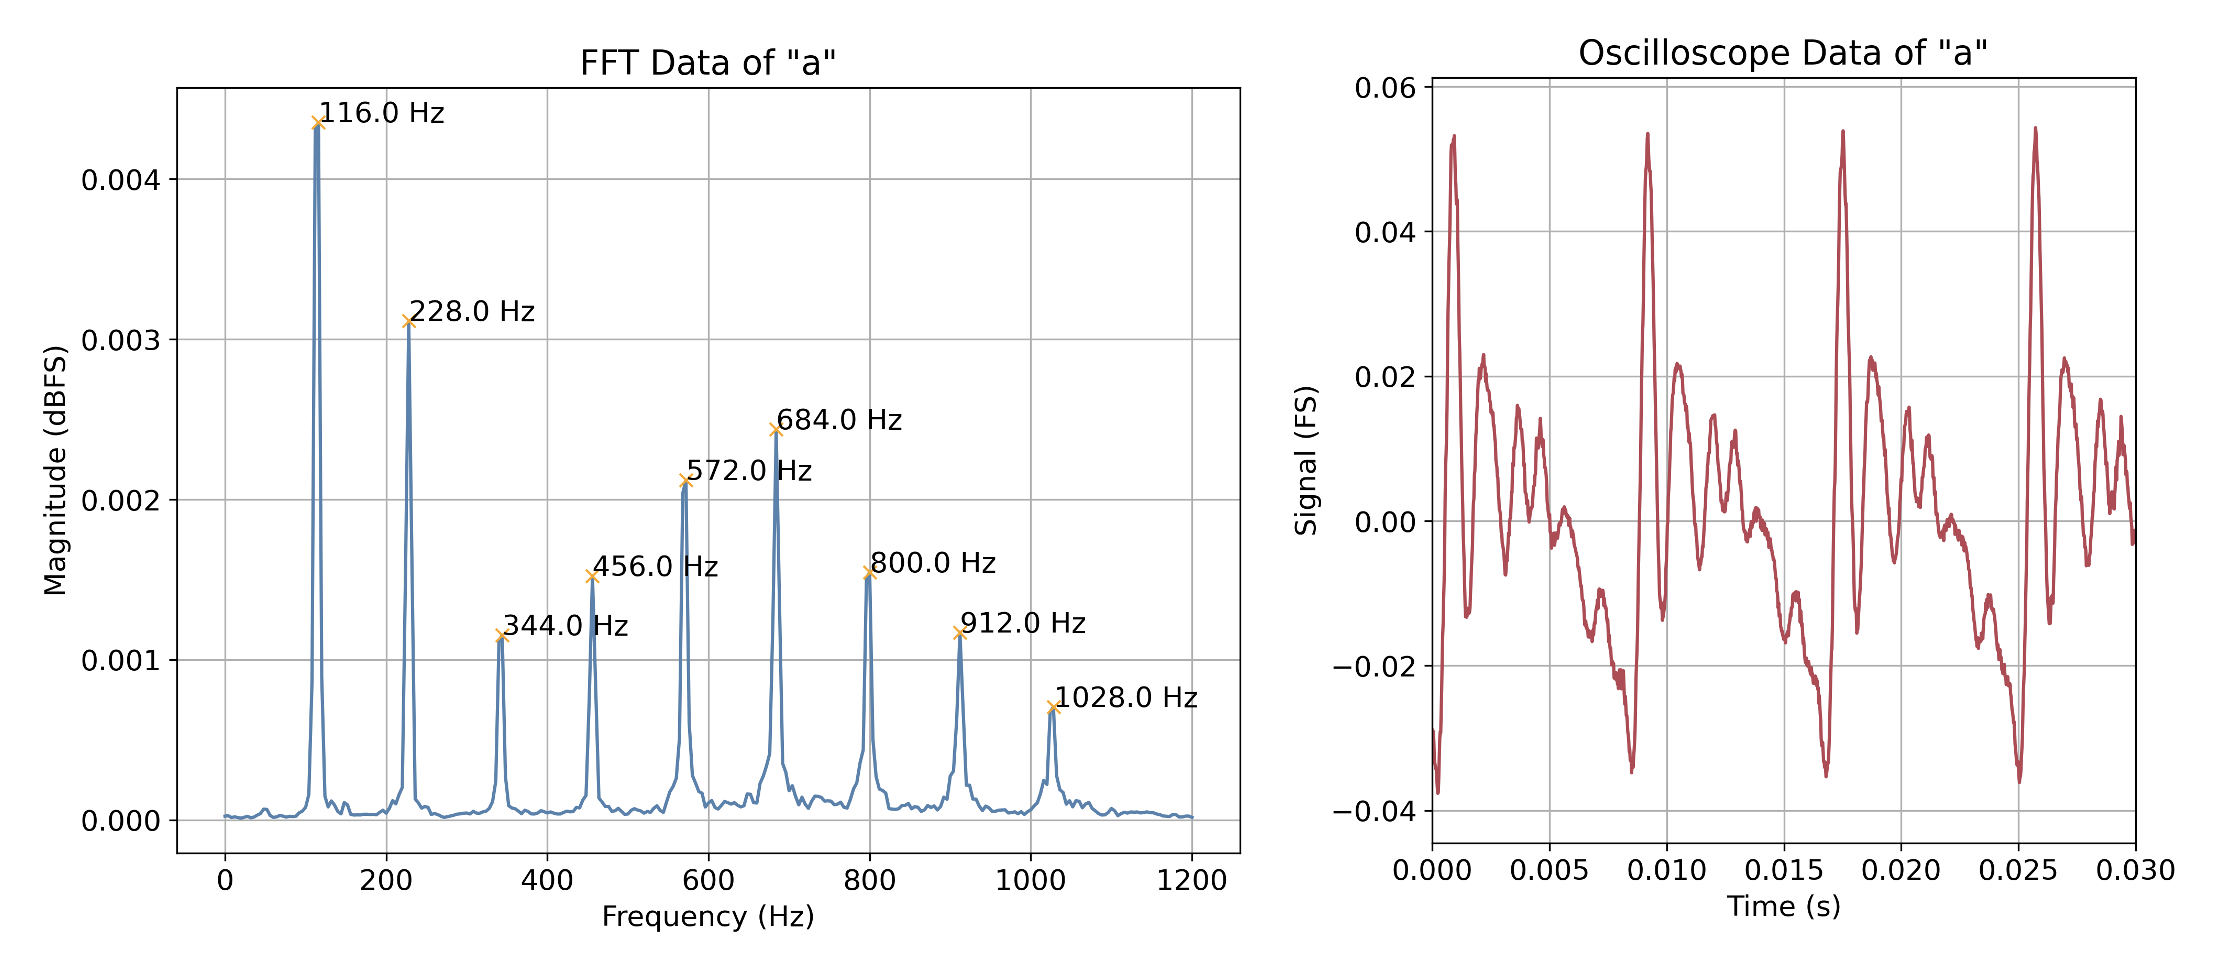 FFT Data of "a"
116.0 Hz
228.0 Hz
344.0 Hz
456.0 Hz
572.0 Hz
684.0 Hz
800.0 Hz
912.0 Hz
1028.0 Hz
Magnitude (dBFS)
0.004
0.003
0.002
0.001
0.000
0 200 400 600 800 1000 1200
Frequency (Hz)
Oscilloscope Data of "a"
Signal (FS)
0.06
0.04
0.02
0.00
−0.02
−0.04
0.000 0.005 0.010 0.015 0.020 0.025 0.030
Time (s)